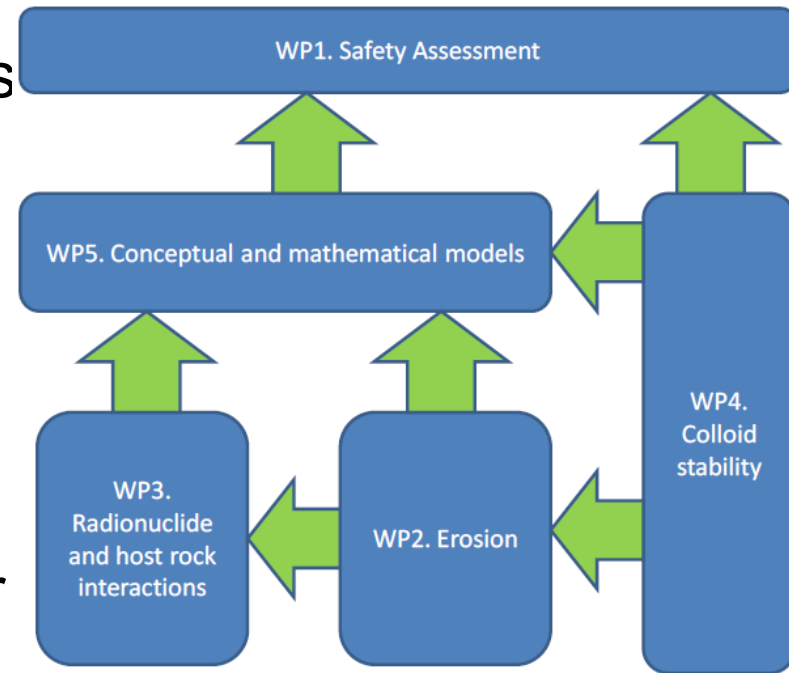 WP1. Safety Assessment
s
WP5. Conceptual and mathematical models
WP4.
Colloid
stability
WP3.
Radionuclide
and host rock
interactions
WP2. Erosion